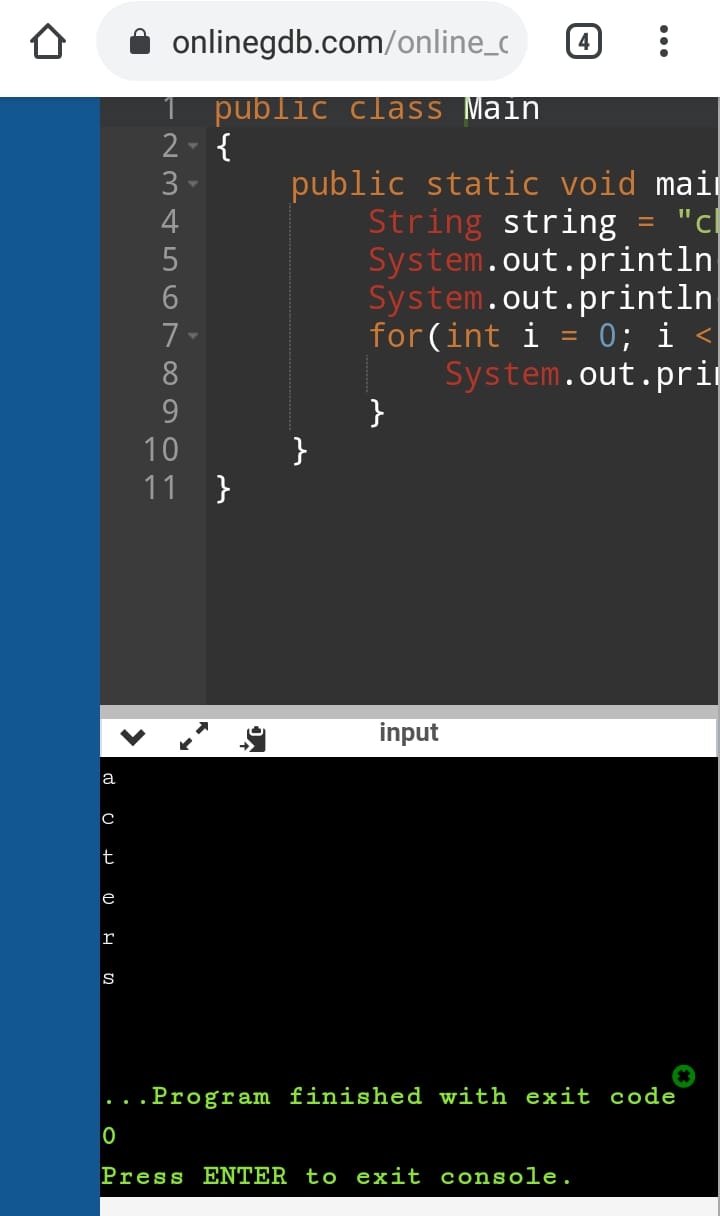 onlinegdb.com/online_c
4
1 public class Main
2 {
3 public static void mai
4 String string = "c
5 System.out.println
6 System.out.println
7 for(int i = 0; i <
8 System.out.pri
9 }
10 }
11 }
input
a
c
t
e
r
s
...Program finished with exit code
0
Press ENTER to exit console.